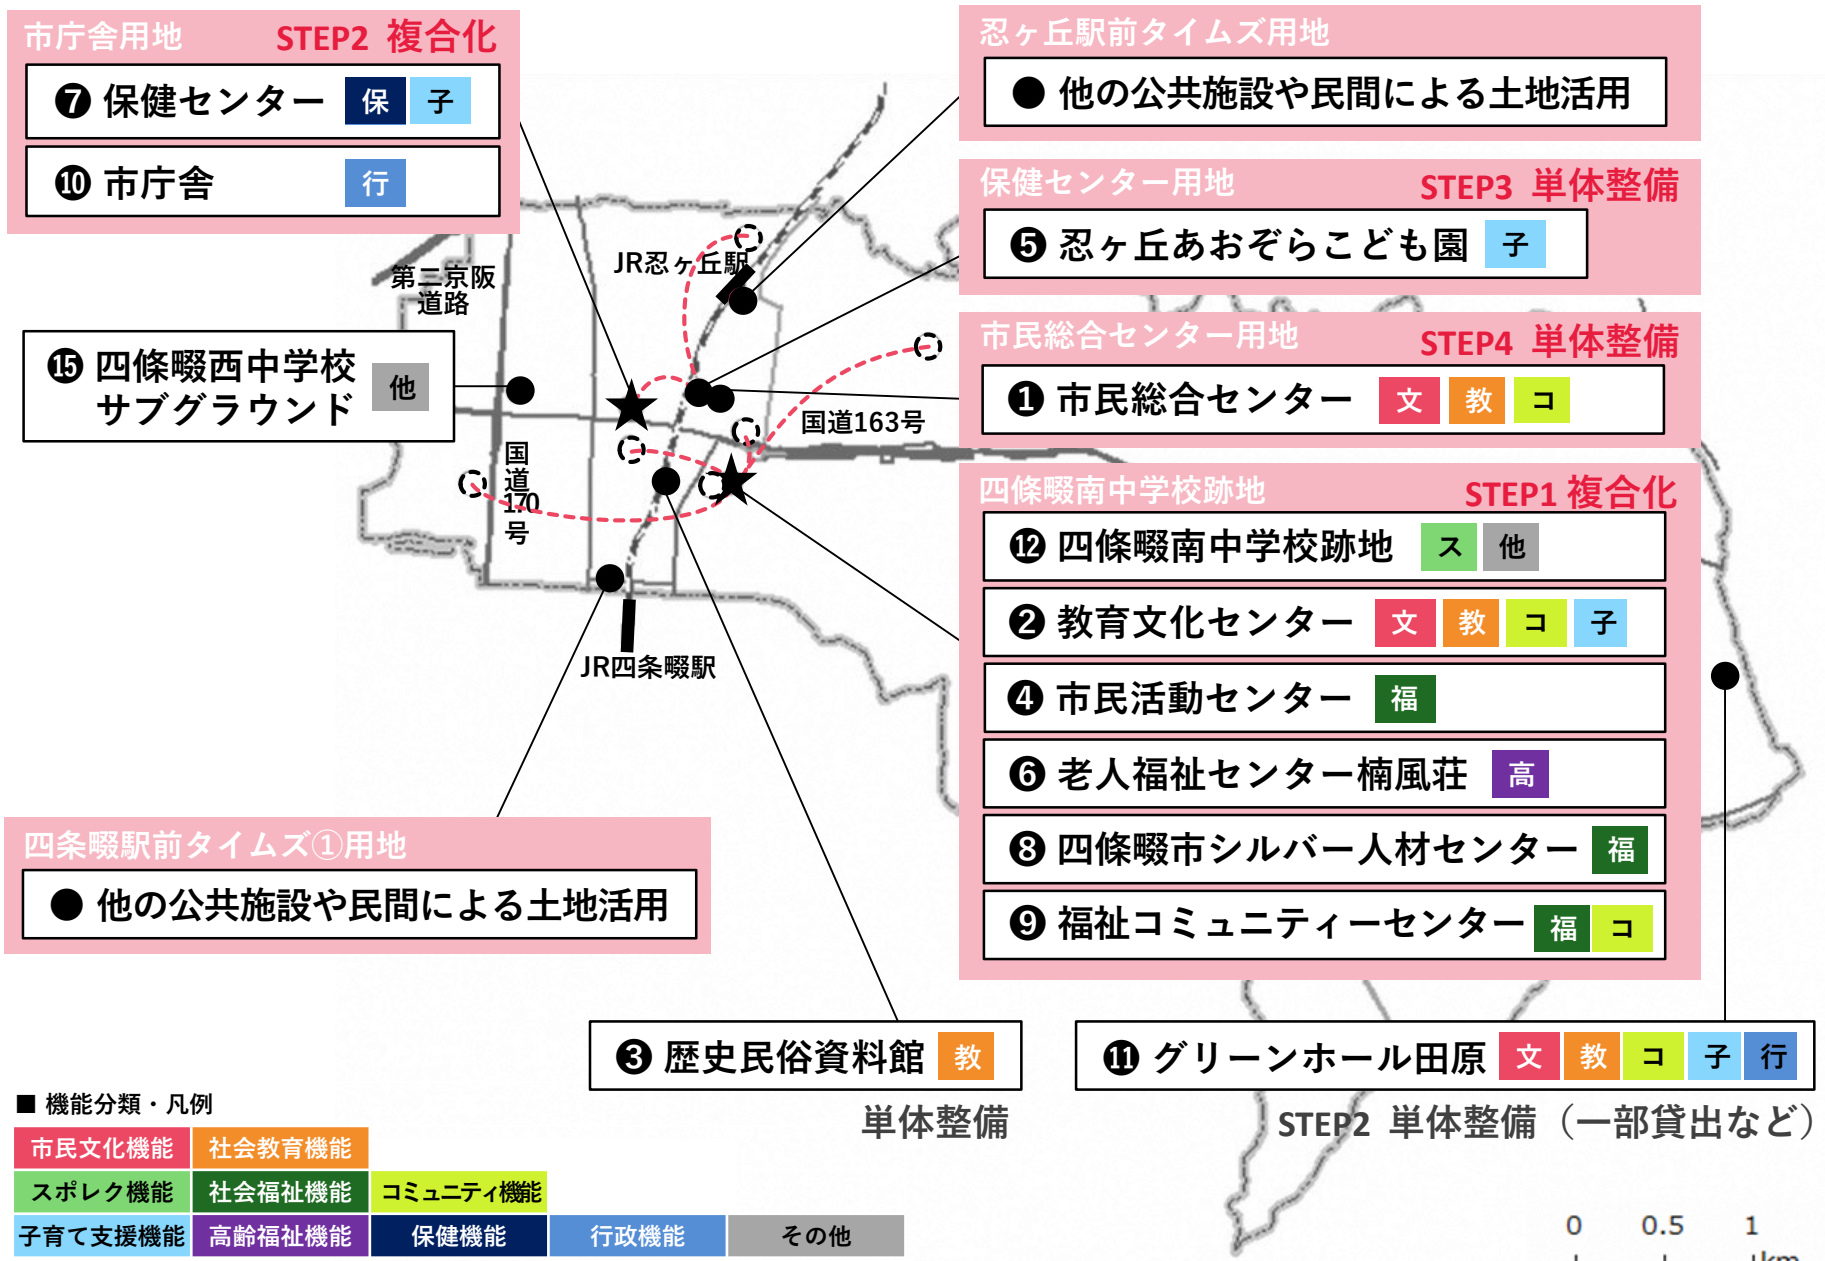 市庁舎用地 STEP2 複合化
❼ 保健センター 保 子
❿ 市庁舎 行
忍ヶ丘駅前タイムズ用地
● 他の公共施設や民間による土地活用
保健センター用地 STEP3 単体整備
❺ 忍ヶ丘あおぞらこども園 子
市民総合センター用地 STEP4 単体整備
❶ 市民総合センター 文 教 コ
四條畷南中学校跡地 STEP1 複合化
⓬ 四條畷南中学校跡地 ス 他
❷ 教育文化センター 文 教 コ 子
❹ 市民活動センター 福
❻ 老人福祉センター楠風荘 高
❽ 四條畷市シルバー人材センター 福
❾ 福祉コミュニティーセンター 福 コ
JR忍ヶ丘駅
第二京阪
道路
⓯ 四條畷西中学校
サブグラウンド 他
国道163号
国
道
170
号
JR四条畷駅
四条畷駅前タイムズ①用地
● 他の公共施設や民間による土地活用
❸ 歴史民俗資料館 教
単体整備
⓫ グリーンホール田原 文 教 コ 子 行
STEP2 単体整備（一部貸出など）
■ 機能分類・凡例
市民文化機能 社会教育機能
スポレク機能 社会福祉機能 コミュニティ機能
子育て支援機能 高齢福祉機能 保健機能 行政機能 その他
0 0.5 1
km